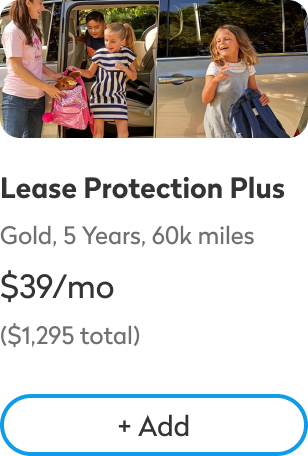 Lease Protection Plus
Gold, 5 Years, 60k miles
$39/mo
($1,295 total)
+ Add